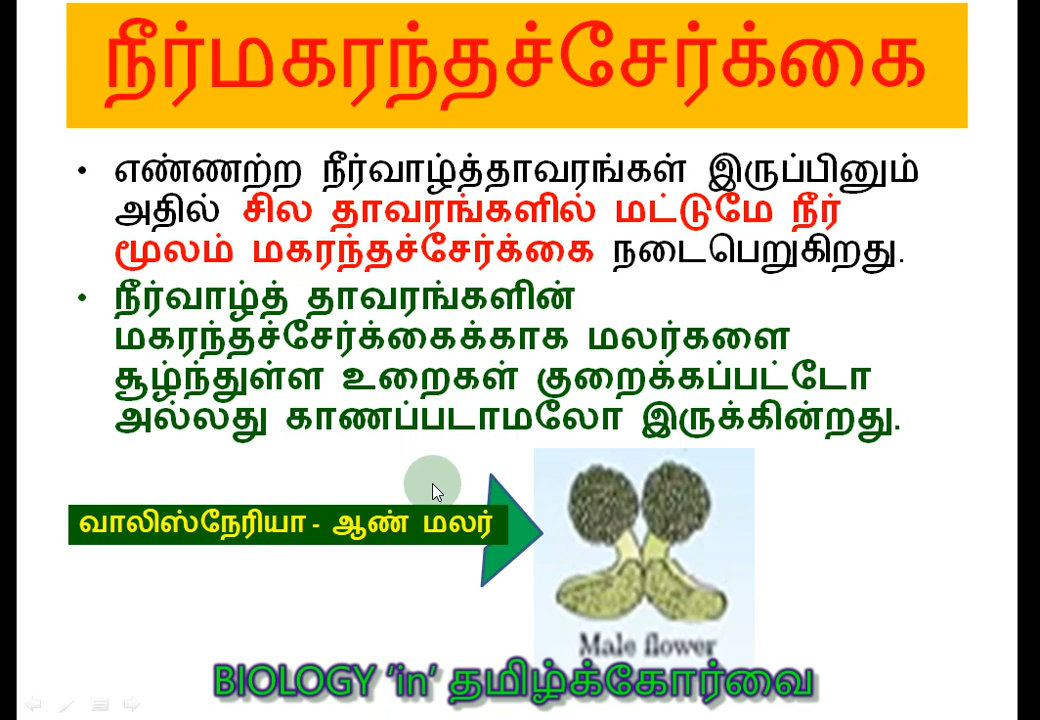 நீர்மகரந்தச்சேர்க்கை
• எண்ணற்ற நீர்வாழ்த்தாவரங்கள் இருப்பினும்
அதில் சில தாவரங்களில் மட்டுமே நீர்
மூலம் மகரந்தச்சேர்க்கை நடைபெறுகிறது.
• நீர்வாழ்த் தாவரங்களின்
மகரந்தச்சேர்க்கைக்காக மலர்களை
சூழ்ந்துள்ள உறைகள் குறைக்கப்பட்டோ
அல்லது காணப்படாமலோ இருக்கின்றது.
வாலிஸ்நேரியா - ஆண் மலர்
Male flower
BIOLOGY 'in' தமிழ்க்கோர்வை